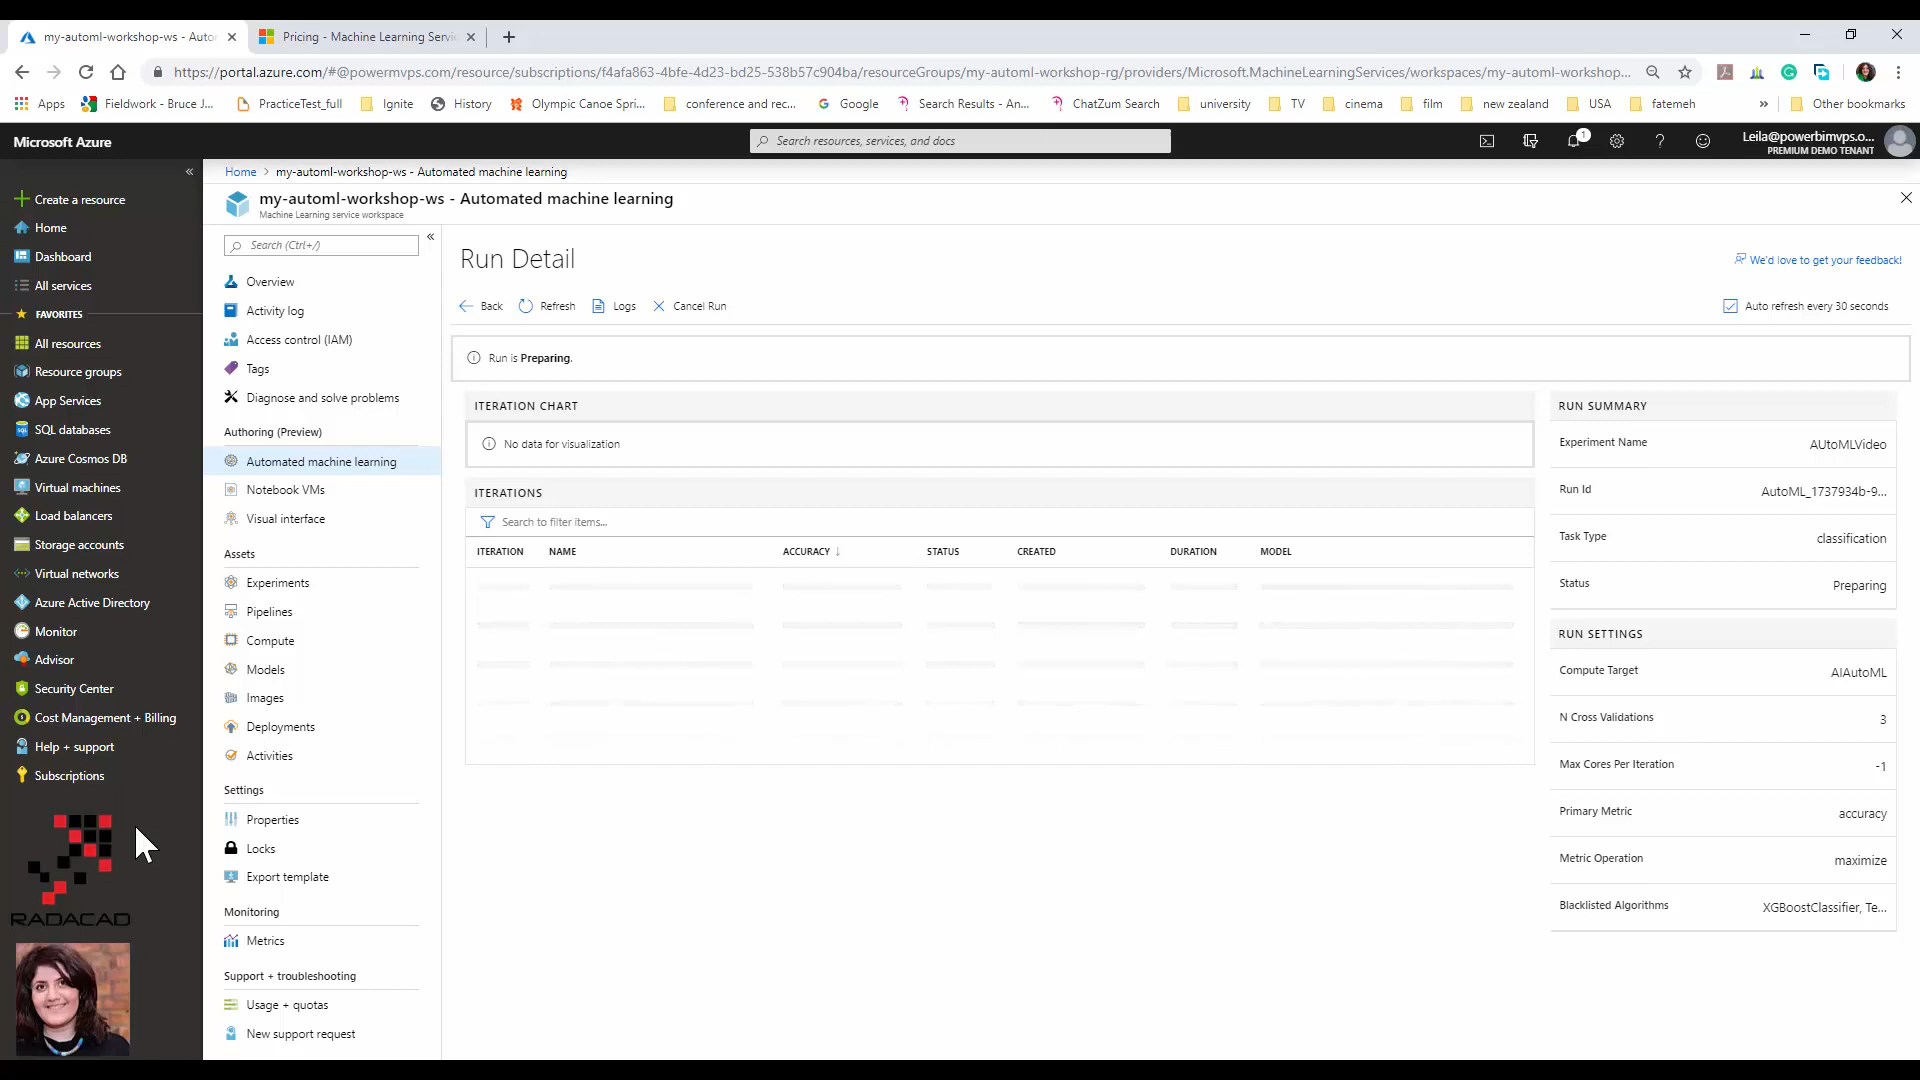 my-automl-workshop-ws - Auto
Pricing - Machine Learning Servi
https://portal.azure.com/#@powermvps.com/resource/subscriptions/f4afa863-4bfe-4d23-bd25-538b57c904ba/resourceGroups/my-automl-workshop-rg/providers/Microsoft.MachineLearningServices/workspaces/my-automl-workshop...
Apps
Fieldwork - Bruce J...
PracticeTest_full
Ignite
History
Olympic Canoe Spri...
conference and rec...
Google
Search Results - An...
ChatZum Search
university
TV
cinema
film
new zealand
USA
fatemeh
»
Other bookmarks
Microsoft Azure
Search resources, services, and docs
1
Leila@powerbimvps.o...
PREMIUM DEMO TENANT
Create a resource
Home
Dashboard
All services
FAVORITES
All resources
Resource groups
App Services
SQL databases
Azure Cosmos DB
Virtual machines
Load balancers
Storage accounts
Virtual networks
Azure Active Directory
Monitor
Advisor
Security Center
Cost Management + Billing
Help + support
Subscriptions
RADACAD
Home > my-automl-workshop-ws - Automated machine learning
my-automl-workshop-ws - Automated machine learning
Machine Learning service workspace
Search (Ctrl+/)
Overview
Activity log
Access control (IAM)
Tags
Diagnose and solve problems
Authoring (Preview)
Automated machine learning
Notebook VMs
Visual interface
Assets
Experiments
Pipelines
Compute
Models
Images
Deployments
Activities
Settings
Properties
Locks
Export template
Monitoring
Metrics
Support + troubleshooting
Usage + quotas
New support request
Run Detail
We'd love to get your feedback!
Back
Refresh
Logs
Cancel Run
Auto refresh every 30 seconds
Run is Preparing.
ITERATION CHART
No data for visualization
ITERATIONS
Search to filter items...
ITERATION NAME ACCURACY ↓ STATUS CREATED DURATION MODEL
RUN SUMMARY
Experiment Name AUtoMLVideo
Run Id AutoML_1737934b-9...
Task Type classification
Status Preparing
RUN SETTINGS
Compute Target AIAutoML
N Cross Validations 3
Max Cores Per Iteration -1
Primary Metric accuracy
Metric Operation maximize
Blacklisted Algorithms XGBoostClassifier, Te...